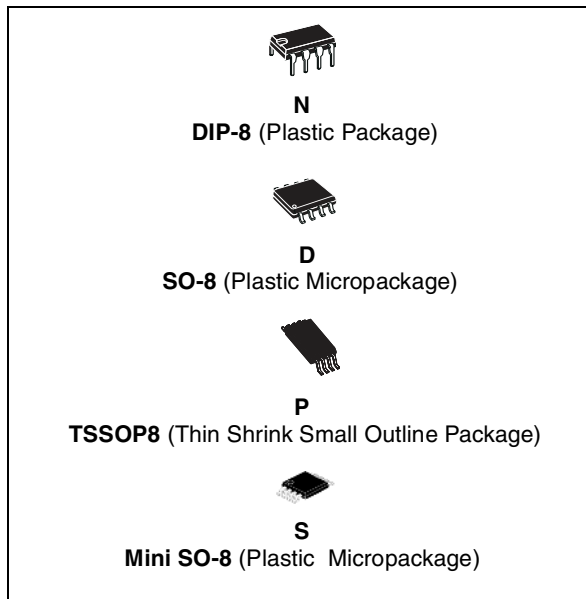 N
DIP-8 (Plastic Package)
D
SO-8 (Plastic Micropackage)
P
TSSOP8 (Thin Shrink Small Outline Package)
S
Mini SO-8 (Plastic Micropackage)